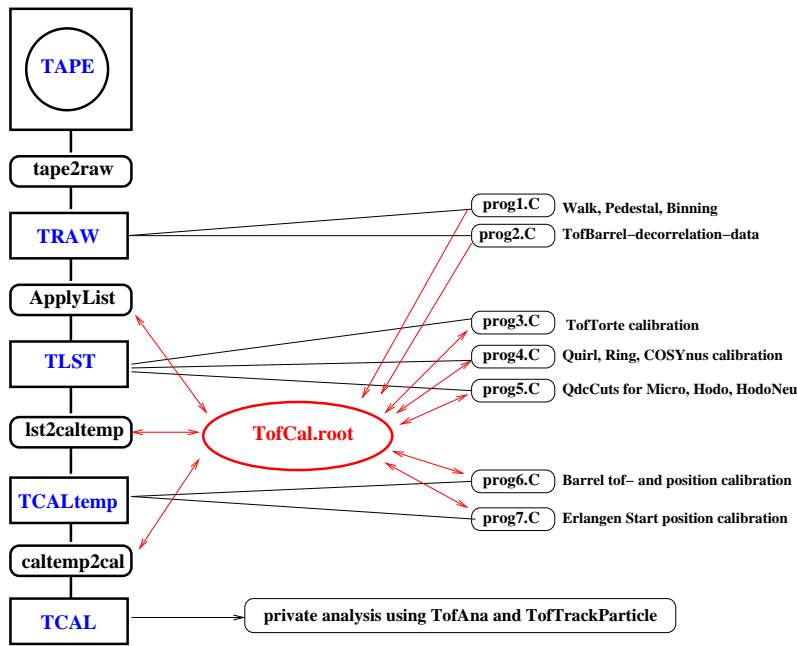 TAPE
tape2raw
TRAW
prog1.C Walk, Pedestal, Binning
prog2.C TofBarrel−decorrelation−data
ApplyList
prog3.C TofTorte calibration
TLST
prog4.C Quirl, Ring, COSYnus calibration
prog5.C QdcCuts for Micro, Hodo, HodoNeu
lst2caltemp
TofCal.root
TCALtemp
prog6.C Barrel tof− and position calibration
prog7.C Erlangen Start position calibration
caltemp2cal
TCAL
private analysis using TofAna and TofTrackParticle